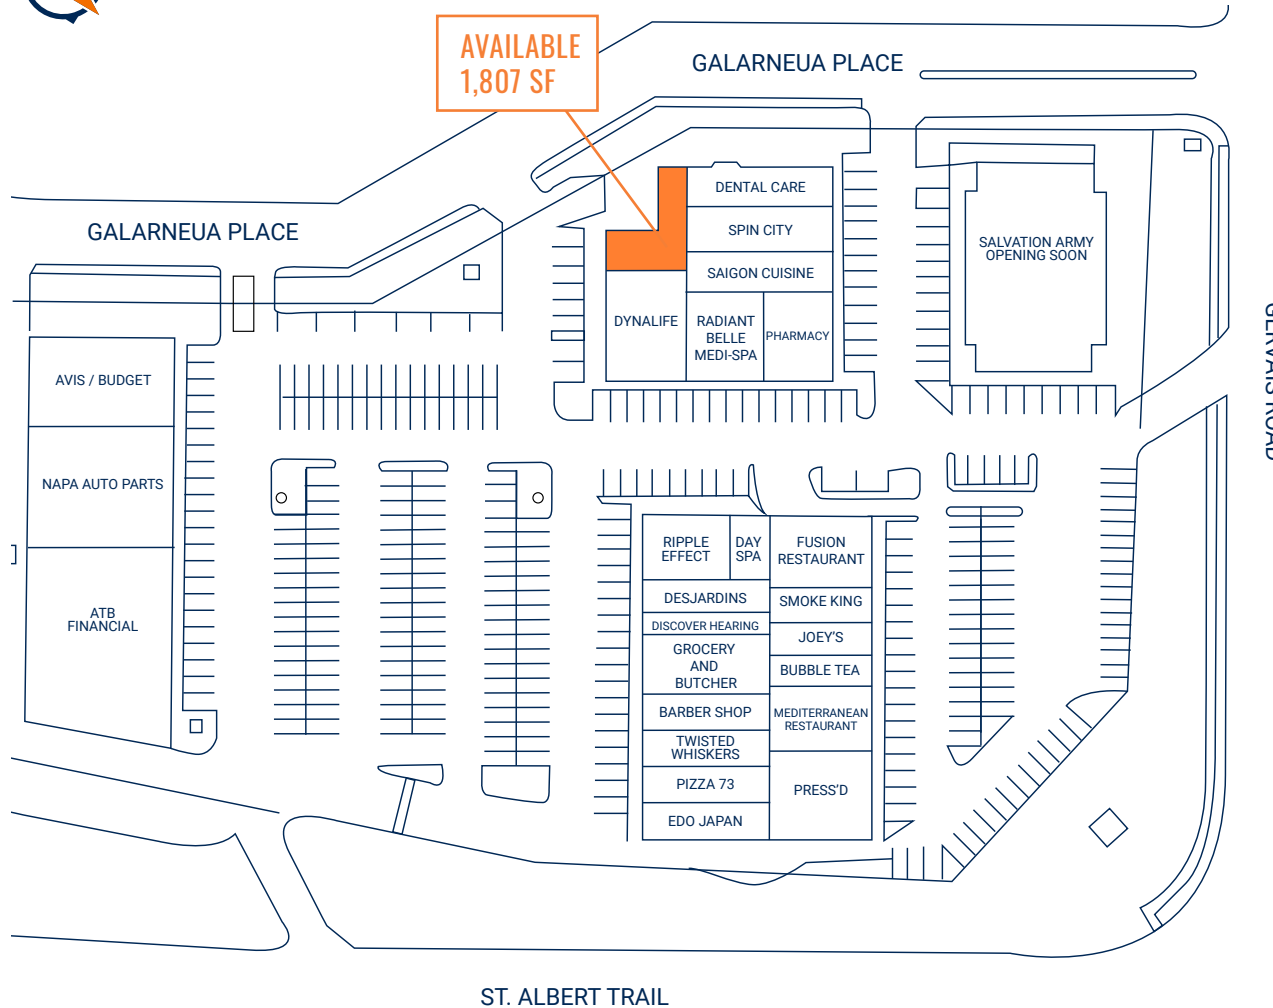 AVAILABLE
1,807 SF
GALARNEUA PLACE
GALARNEUA PLACE
DENTAL CARE
SPIN CITY
SAIGON CUISINE
DYNALIFE
RADIANT
BELLE
MEDI-SPA
PHARMACY
SALVATION ARMY
OPENING SOON
GERVAIS ROAD
AVIS / BUDGET
NAPA AUTO PARTS
ATB
FINANCIAL
RIPPLE
EFFECT
DAY
SPA
FUSION
RESTAURANT
DESJARDINS
SMOKE KING
DISCOVER HEARING
JOEY'S
GROCERY
AND
BUTCHER
BUBBLE TEA
BARBER SHOP
MEDITERRANEAN
RESTAURANT
TWISTED
WHISKERS
PIZZA 73
PRESS'D
EDO JAPAN
ST. ALBERT TRAIL